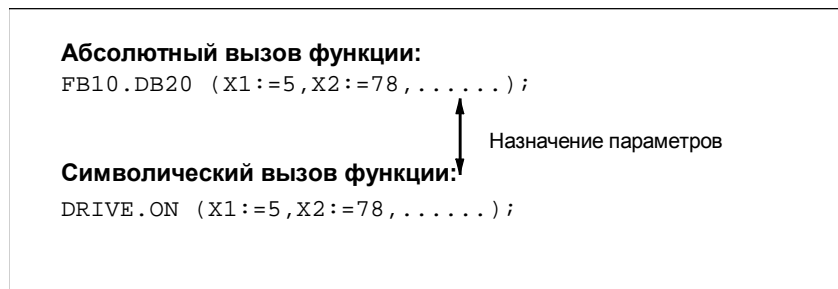 Абсолютный вызов функции:
FB10.DB20 (X1:=5,X2:=78,......);
Назначение параметров
Символический вызов функции:
DRIVE.ON (X1:=5,X2:=78,......);